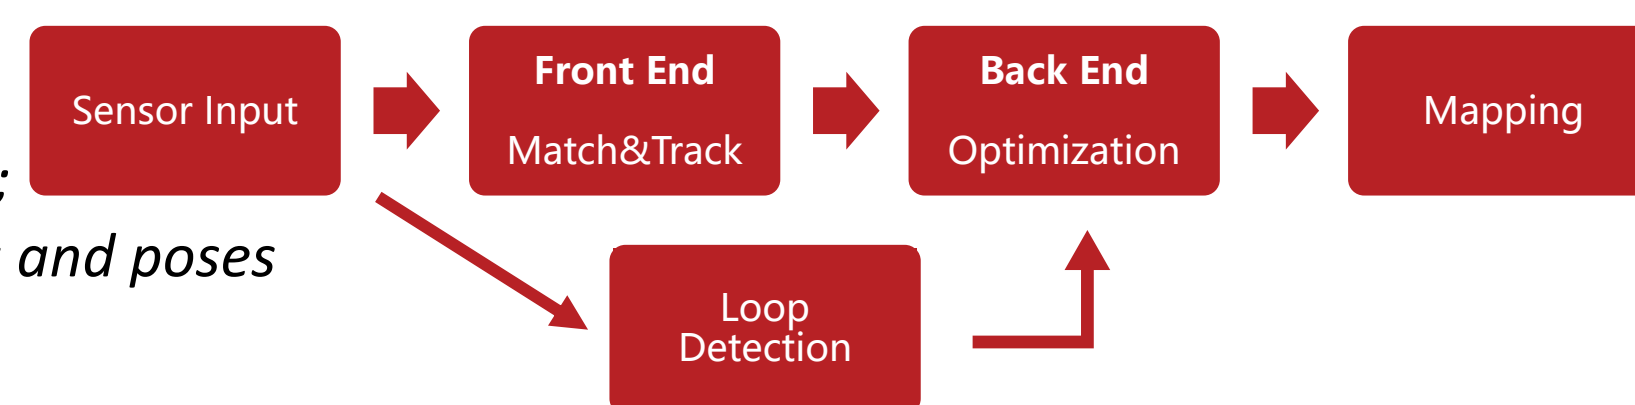 Sensor Input
Front End
Match&Track
Back End
Optimization
Mapping
and poses
Loop
Detection